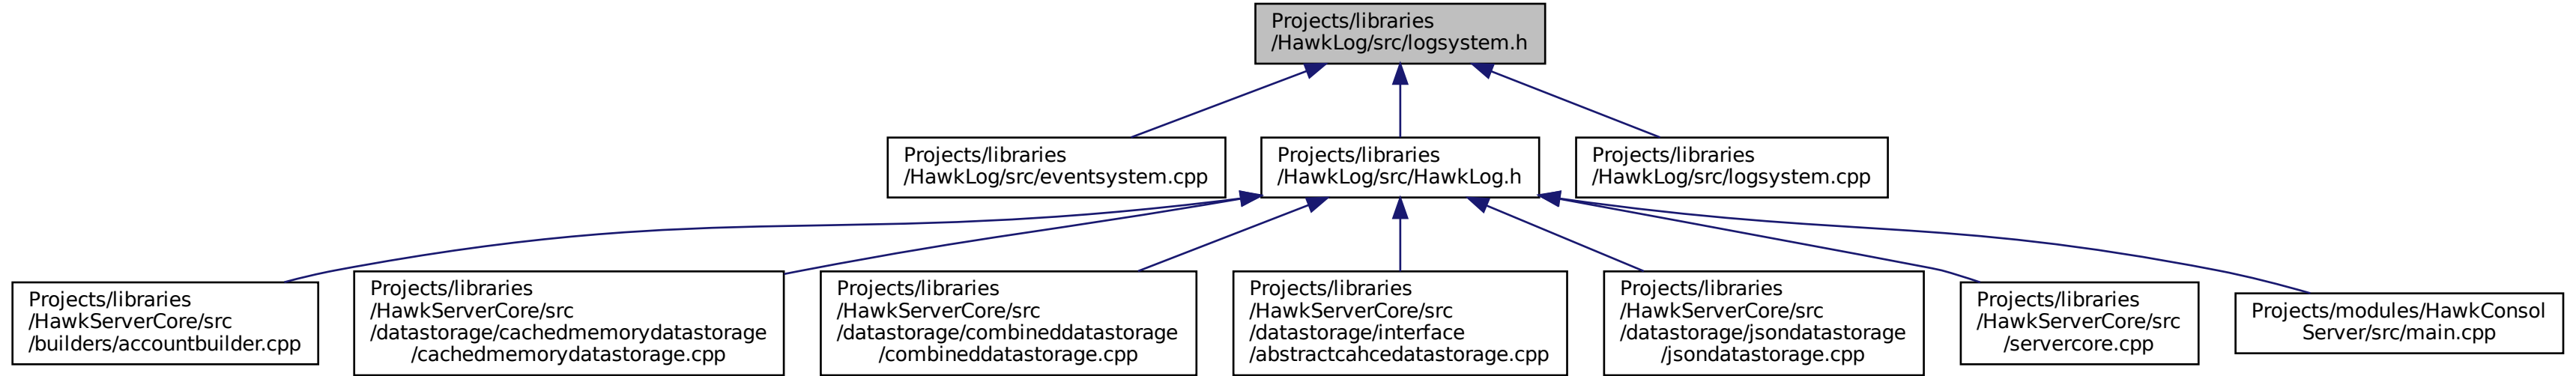 Projects/libraries
/HawkLog/src/logsystem.h
Projects/libraries
/HawkLog/src/eventsystem.cpp
Projects/libraries
/HawkLog/src/HawkLog.h
Projects/libraries
/HawkLog/src/logsystem.cpp
Projects/libraries
/HawkServerCore/src
/builders/accountbuilder.cpp
Projects/libraries
/HawkServerCore/src
/datastorage/cachedmemorydatastorage
/cachedmemorydatastorage.cpp
Projects/libraries
/HawkServerCore/src
/datastorage/combineddatastorage
/combineddatastorage.cpp
Projects/libraries
/HawkServerCore/src
/datastorage/interface
/abstractcahcedatastorage.cpp
Projects/libraries
/HawkServerCore/src
/datastorage/jsondatastorage
/jsondatastorage.cpp
Projects/libraries
/HawkServerCore/src
/servercore.cpp
Projects/modules/HawkConsol
Server/src/main.cpp